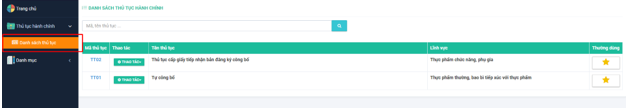 Trang chủ
Thủ tục hành chính
Danh sách thủ tục
Danh mục
DANH SÁCH THỦ TỤC HÀNH CHÍNH
Mã, tên thủ tục ...
Mã thủ tục Thao tác Tên thủ tục Lĩnh vực Thường dùng
TT02 THAO TÁC Thủ tục cấp giấy tiếp nhận bản đăng ký công bố Thực phẩm chức năng, phụ gia
TT01 THAO TÁC Tự công bố Thực phẩm thường, bao bì tiếp xúc với thực phẩm